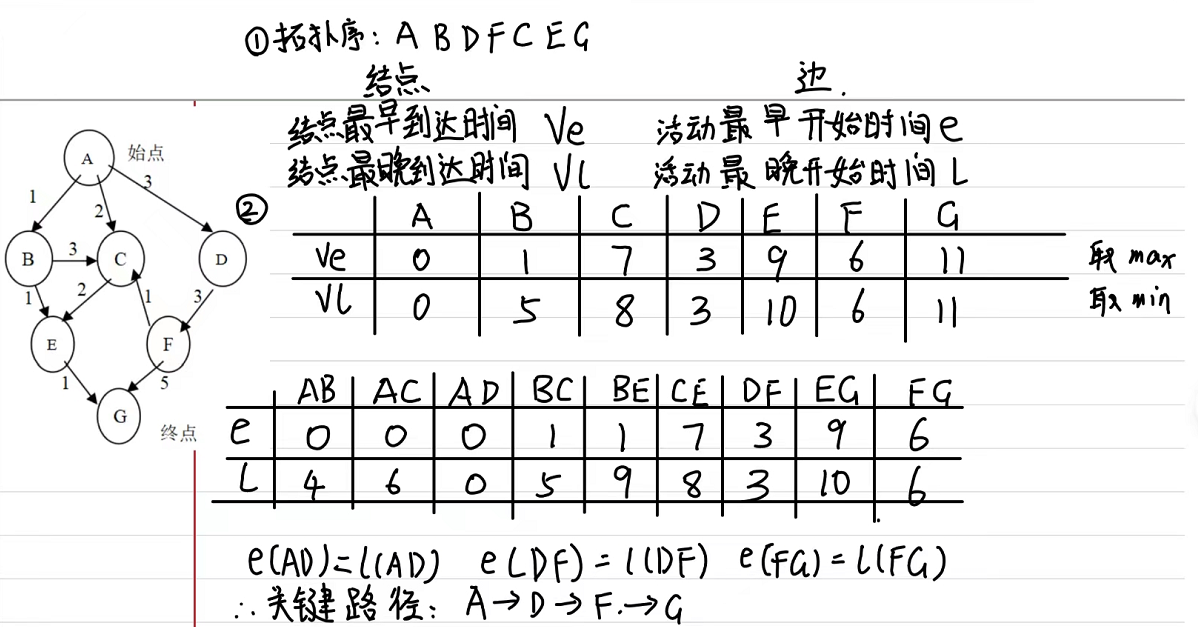 ①拓扑序: A B D F C E G
结点 边.
结点最早到达时间 Ve 活动最早开始时间 e
结点最晚到达时间 VL 活动最晚开始时间 L
A 始点
1 2 3
B 3 C D
1 2 1 3
E F
1 5
G 终点
② A B C D E F G
Ve 0 1 7 3 9 6 11 取 max
VL 0 5 8 3 10 6 11 取 min
AB AC AD BC BE CE DF EG FG
e 0 0 0 1 1 7 3 9 6
L 4 6 0 5 9 8 3 10 6
e(AD)=l(AD) e(DF)=l(DF) e(FG)=l(FG)
∴关键路径: A→D→F.→G